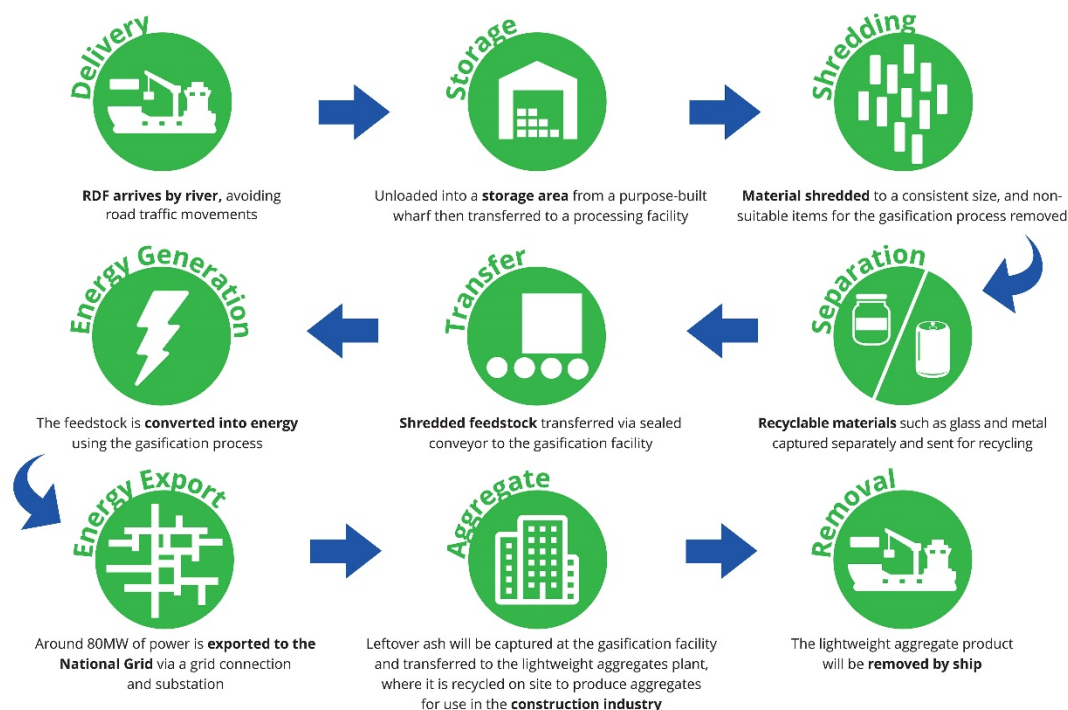 Delivery
RDF arrives by river, avoiding
road traffic movements
Storage
Unloaded into a storage area from a purpose-built
wharf then transferred to a processing facility
Shredding
Material shredded to a consistent size, and non-
suitable items for the gasification process removed
Separation
Recyclable materials such as glass and metal
captured separately and sent for recycling
Transfer
Shredded feedstock transferred via sealed
conveyor to the gasification facility
Energy Generation
The feedstock is converted into energy
using the gasification process
Energy Export
Around 80MW of power is exported to the
National Grid via a grid connection
and substation
Aggregate
Leftover ash will be captured at the gasification facility
and transferred to the lightweight aggregates plant,
where it is recycled on site to produce aggregates
for use in the construction industry
Removal
The lightweight aggregate product
will be removed by ship